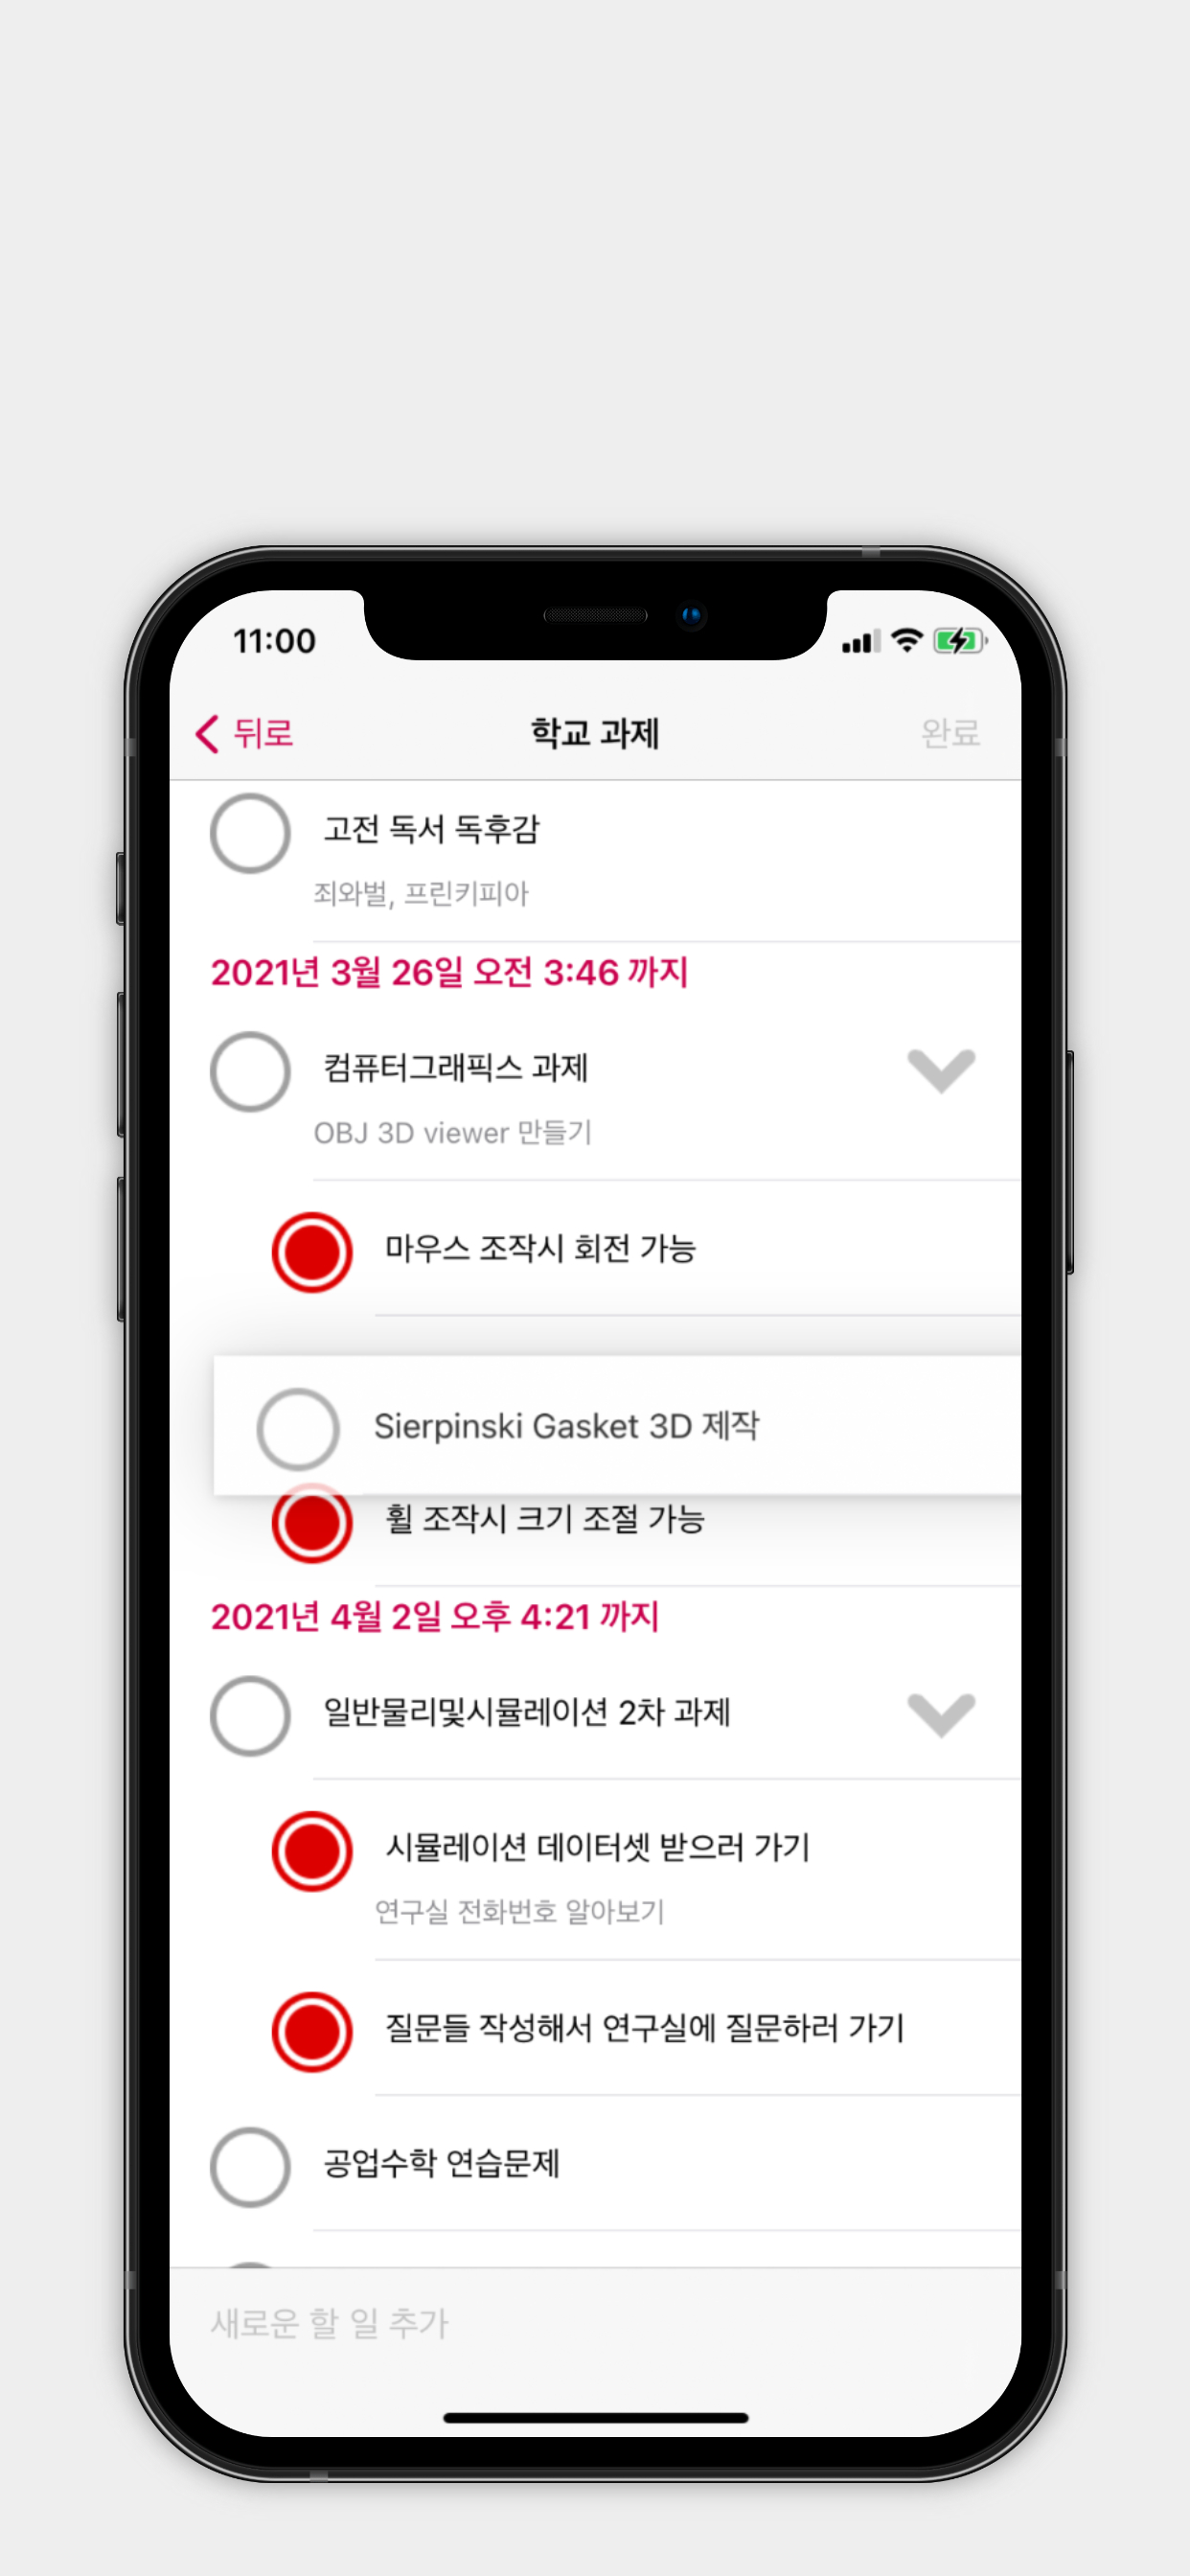 11:00
뒤로
학교 과제
완료
고전 독서 독후감
죄와벌, 프린키피아
2021년 3월 26일 오전 3:46 까지
컴퓨터그래픽스 과제
OBJ 3D viewer 만들기
마우스 조작시 회전 가능
Sierpinski Gasket 3D 제작
휠 조작시 크기 조절 가능
2021년 4월 2일 오후 4:21 까지
일반물리및시뮬레이션 2차 과제
시뮬레이션 데이터셋 받으러 가기
연구실 전화번호 알아보기
질문들 작성해서 연구실에 질문하러 가기
공업수학 연습문제
새로운 할 일 추가